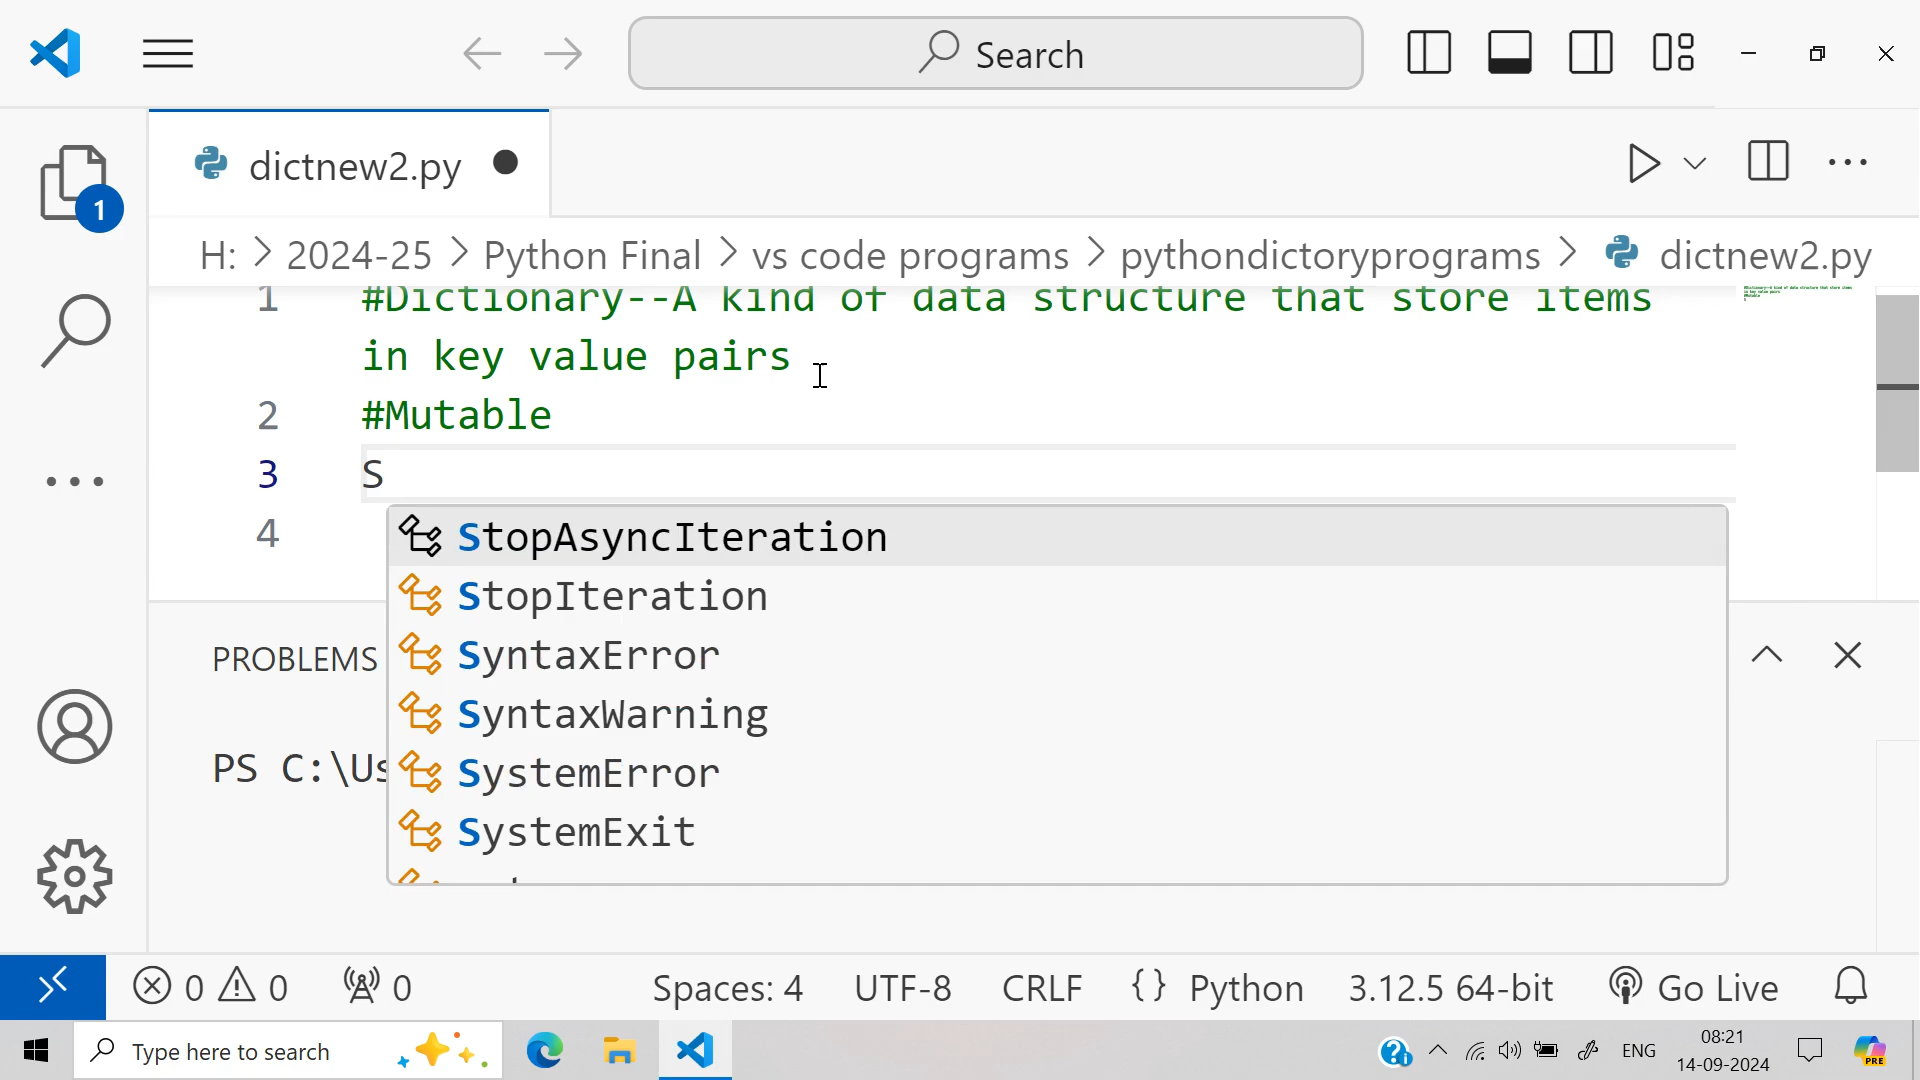 Search
1
dictnew2.py
H: > 2024-25 > Python Final > vs code programs > pythondictoryprograms > dictnew2.py
1 #Dictionary--A kind of data structure that store items
in key value pairs
2 #Mutable
3 S
4
StopAsyncIteration
StopIteration
SyntaxError
SyntaxWarning
SystemError
SystemExit
PROBLEMS
PS C:\Us
0 0 0 Spaces: 4 UTF-8 CRLF {} Python 3.12.5 64-bit Go Live
Type here to search
ENG
08:21
14-09-2024
PRE